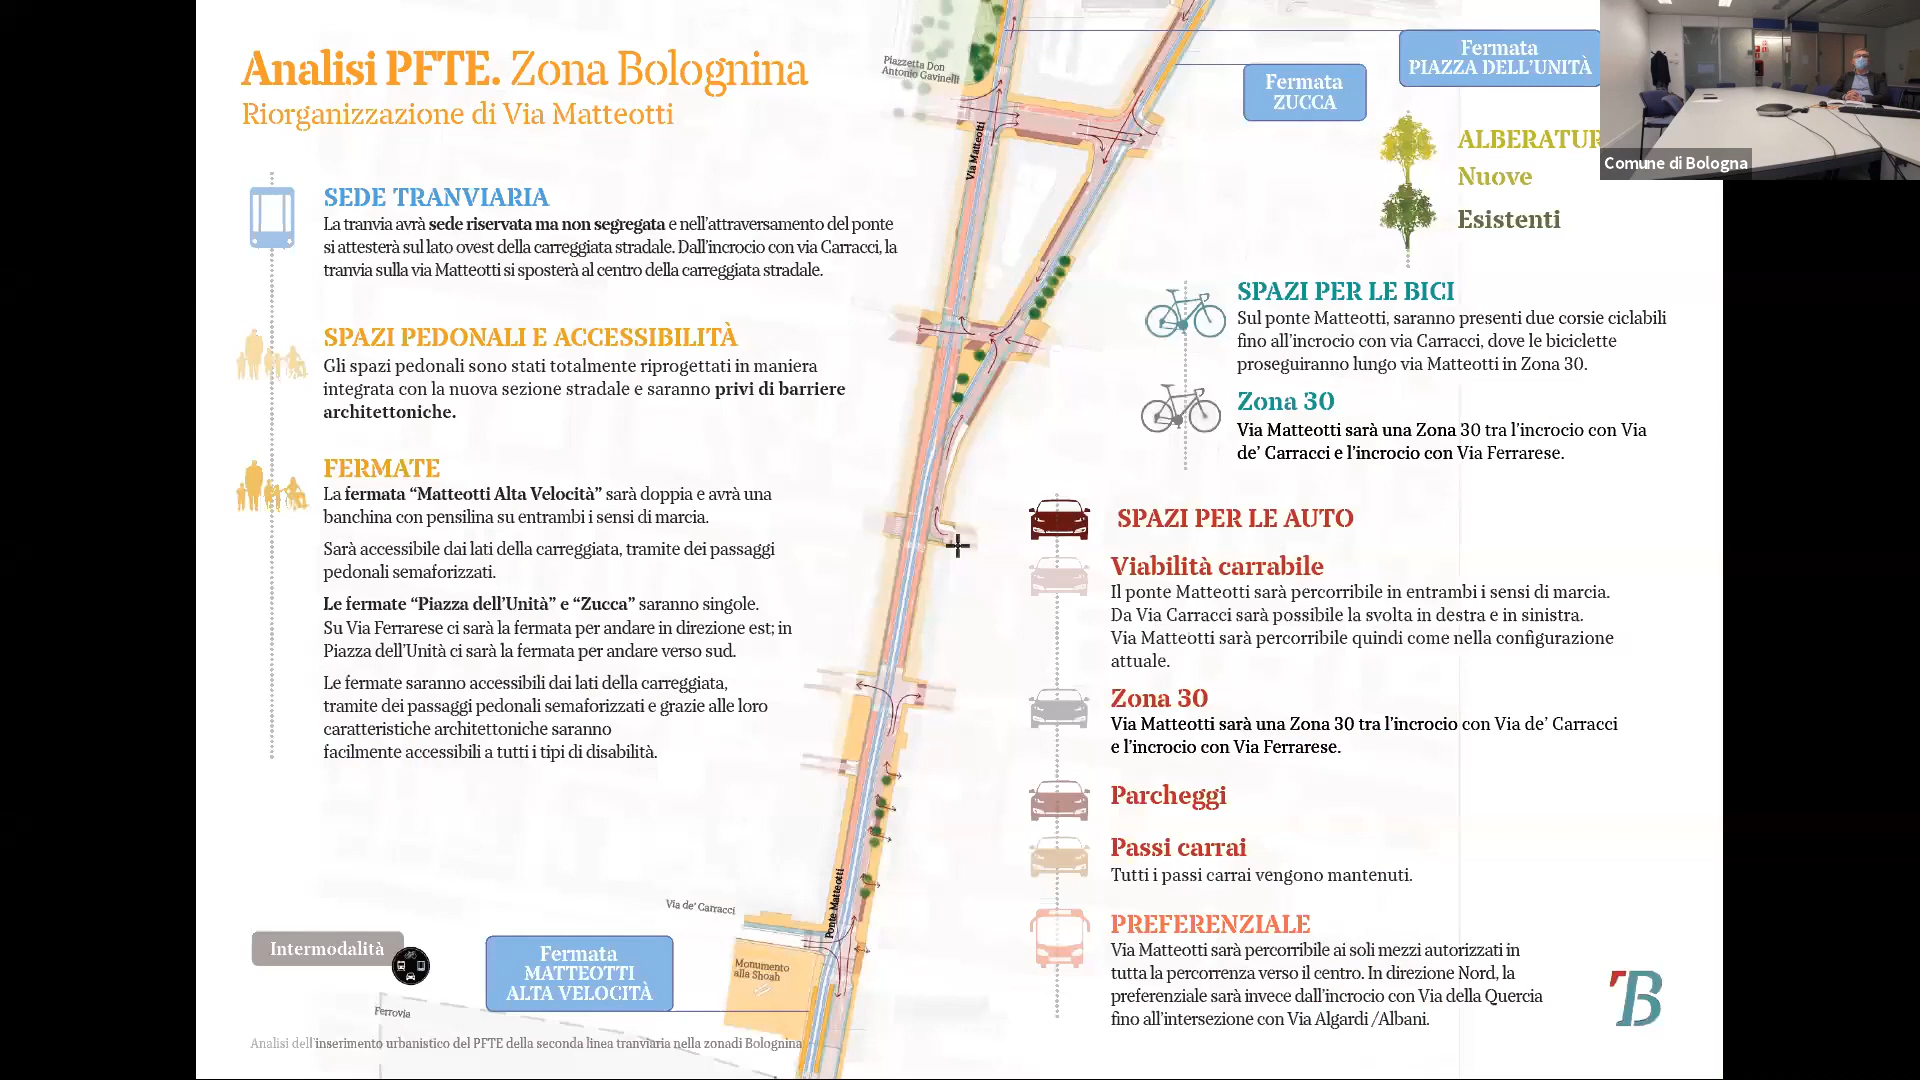 Analisi PFTE. Zona Bolognina
Riorganizzazione di Via Matteotti
SEDE TRANVIARIA
La tranvia avrà sede riservata ma non segregata e nell'attraversamento del ponte
si attesterà sul lato ovest della carreggiata stradale. Dall'incrocio con via Carracci, la
tranvia sulla via Matteotti si sposterà al centro della carreggiata stradale.
SPAZI PEDONALI E ACCESSIBILITÀ
Gli spazi pedonali sono stati totalmente riprogettati in maniera
integrata con la nuova sezione stradale e saranno privi di barriere
architettoniche.
FERMATE
La fermata “Matteotti Alta Velocità” sarà doppia e avrà una
banchina con pensilina su entrambi i sensi di marcia.
Sarà accessibile dai lati della carreggiata, tramite dei passaggi
pedonali semaforizzati.
Le fermate “Piazza dell'Unità” e “Zucca” saranno singole.
Su Via Ferrarese ci sarà la fermata per andare in direzione est; in
Piazza dell'Unità ci sarà la fermata per andare verso sud.
Le fermate saranno accessibili dai lati della carreggiata,
tramite dei passaggi pedonali semaforizzati e grazie alle loro
caratteristiche architettoniche saranno
facilmente accessibili a tutti i tipi di disabilità.
Intermodalità
Fermata
MATTEOTTI
ALTA VELOCITÀ
Ferrovia
Analisi dell'inserimento urbanistico del PFTE della seconda linea tranviaria nella zonadi Bolognina
Piazzetta Don
Antonio Gavinelli
Via Matteotti
Ponte Matteotti
Via de' Carracci
Monumento
alla Shoah
Fermata
ZUCCA
Fermata
PIAZZA DELL'UNITÀ
ALBERATUR
Nuove
Esistenti
Comune di Bologna
SPAZI PER LE BICI
Sul ponte Matteotti, saranno presenti due corsie ciclabili
fino all'incrocio con via Carracci, dove le biciclette
proseguiranno lungo via Matteotti in Zona 30.
Zona 30
Via Matteotti sarà una Zona 30 tra l'incrocio con Via
de' Carracci e l'incrocio con Via Ferrarese.
SPAZI PER LE AUTO
Viabilità carrabile
Il ponte Matteotti sarà percorribile in entrambi i sensi di marcia.
Da Via Carracci sarà possibile la svolta in destra e in sinistra.
Via Matteotti sarà percorribile quindi come nella configurazione
attuale.
Zona 30
Via Matteotti sarà una Zona 30 tra l'incrocio con Via de' Carracci
e l'incrocio con Via Ferrarese.
Parcheggi
Passi carrai
Tutti i passi carrai vengono mantenuti.
PREFERENZIALE
Via Matteotti sarà percorribile ai soli mezzi autorizzati in
tutta la percorrenza verso il centro. In direzione Nord, la
preferenziale sarà invece dall'incrocio con Via della Quercia
fino all'intersezione con Via Algardi /Albani.
TB